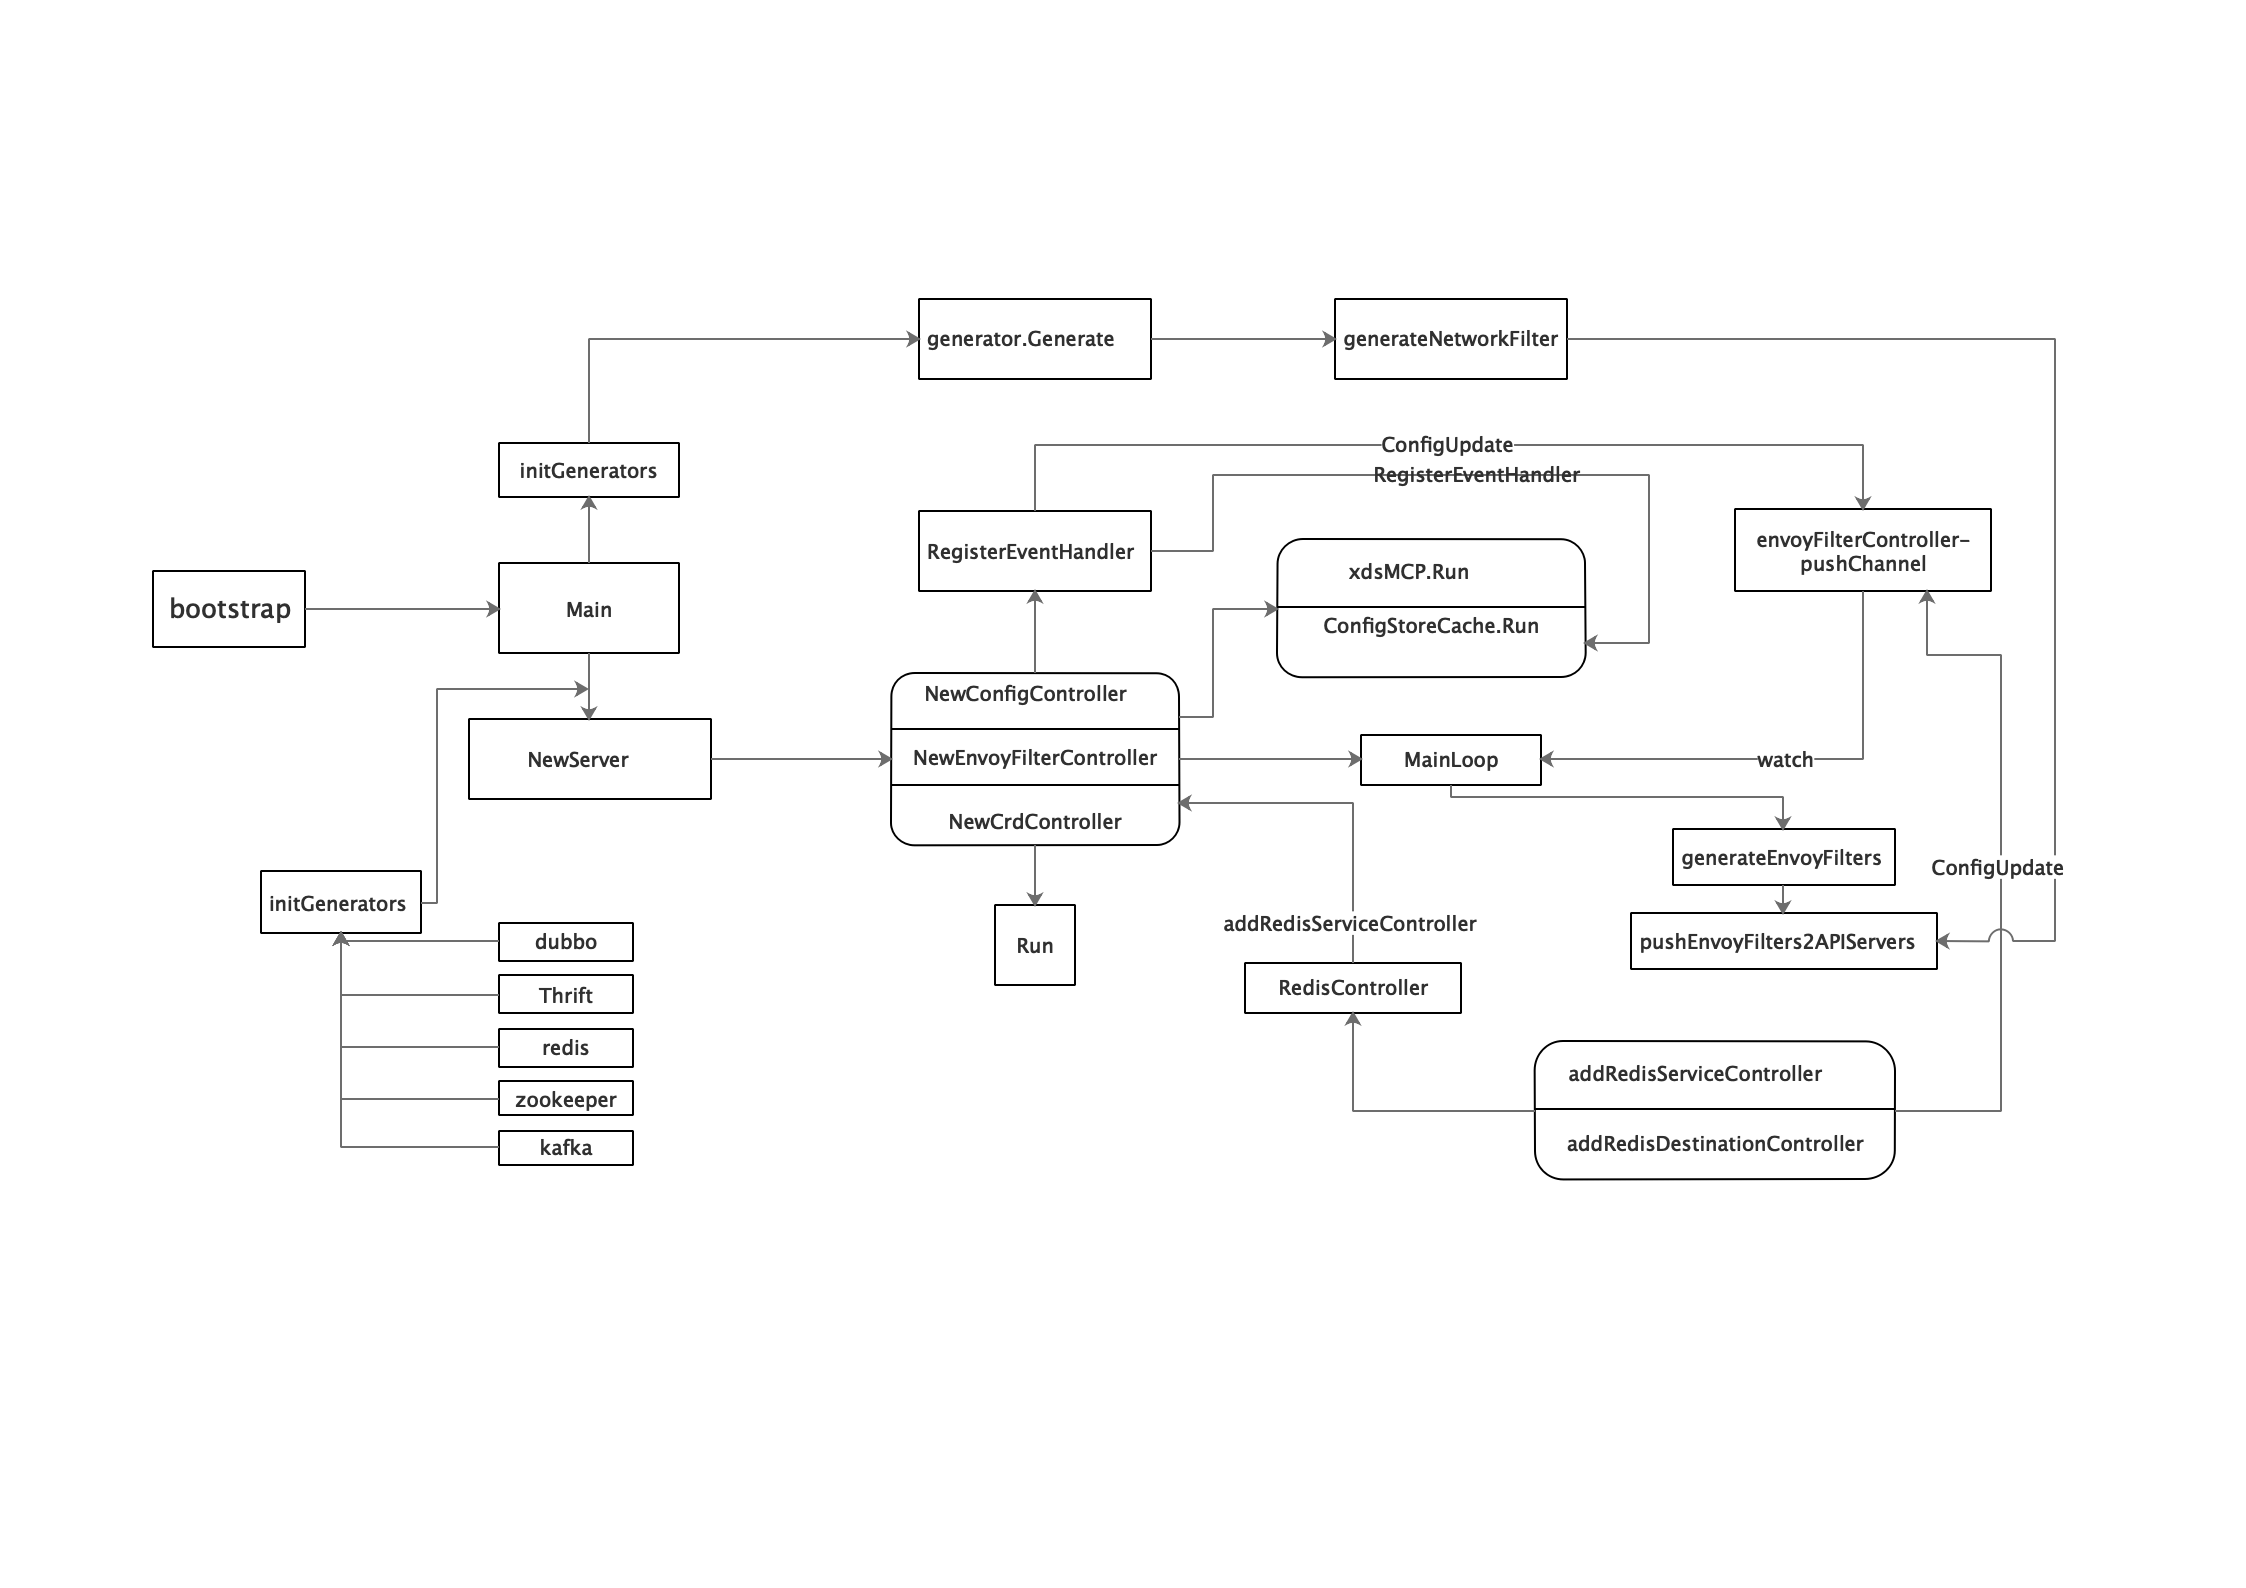 generator.Generate
generateNetworkFilter
ConfigUpdate
initGenerators
RegisterEventHandler
RegisterEventHandler
envoyFilterController-
pushChannel
xdsMCP.Run
bootstrap
Main
ConfigStoreCache.Run
NewConfigController
NewServer
NewEnvoyFilterController
MainLoop
watch
NewCrdController
generateEnvoyFilters
ConfigUpdate
initGenerators
addRedisServiceController
dubbo
Run
pushEnvoyFilters2APIServers
Thrift
RedisController
redis
addRedisServiceController
zookeeper
addRedisDestinationController
kafka